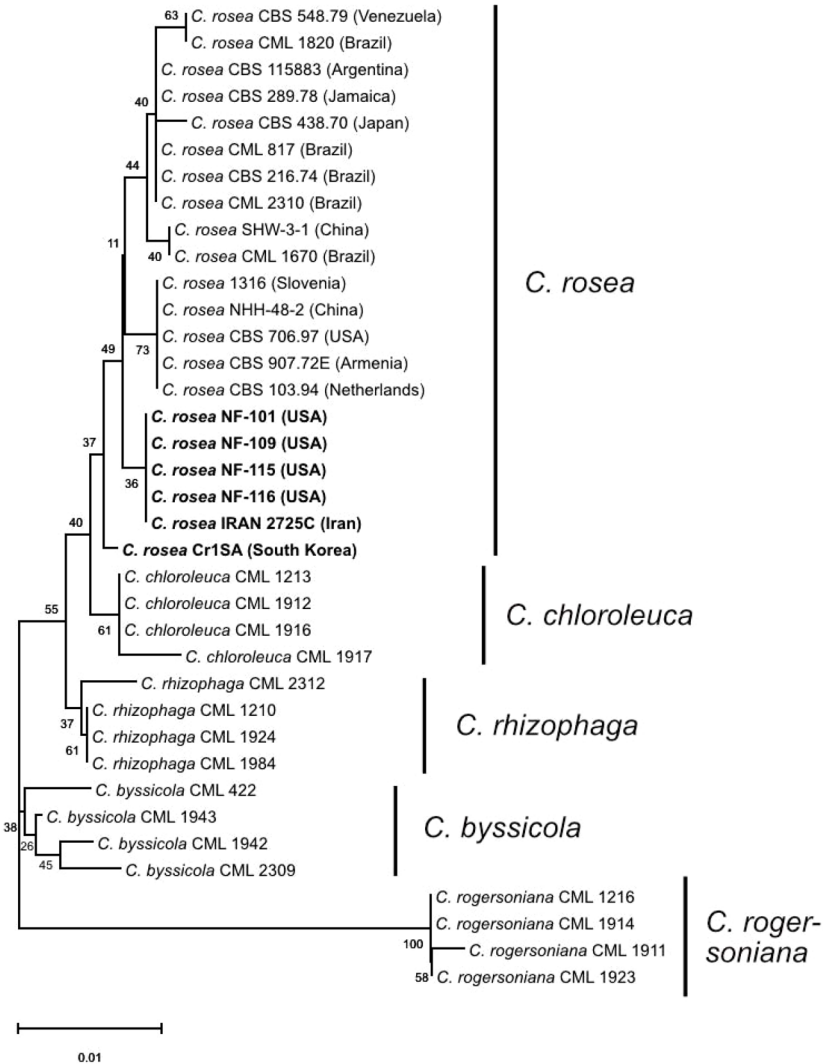 63
C. rosea CBS 548.79 (Venezuela)
C. rosea CML 1820 (Brazil)
C. rosea CBS 115883 (Argentina)
C. rosea CBS 289.78 (Jamaica)
40
C. rosea CBS 438.70 (Japan)
C. rosea CML 817 (Brazil)
44
C. rosea CBS 216.74 (Brazil)
C. rosea CML 2310 (Brazil)
C. rosea SHW-3-1 (China)
11
C. rosea CML 1670 (Brazil)
40
C. rosea 1316 (Slovenia)
C. rosea
C. rosea NHH-48-2 (China)
C. rosea CBS 706.97 (USA)
49
73
C. rosea CBS 907.72E (Armenia)
C. rosea CBS 103.94 (Netherlands)
C. rosea NF-101 (USA)
37
C. rosea NF-109 (USA)
C. rosea NF-115 (USA)
36
C. rosea NF-116 (USA)
40
C. rosea IRAN 2725C (Iran)
C. rosea Cr1SA (South Korea)
C. chloroleuca CML 1213
C. chloroleuca CML 1912
55
C. chloroleuca
C. chloroleuca CML 1916
61
C. chloroleuca CML 1917
C. rhizophaga CML 2312
C. rhizophaga CML 1210
37
C. rhizophaga
C. rhizophaga CML 1924
61
C. rhizophaga CML 1984
C. byssicola CML 422
C. byssicola CML 1943
38
C. byssicola
C. byssicola CML 1942
26
45
C. byssicola CML 2309
C. rogersoniana CML 1216
C. rogersoniana CML 1914
C. roger-
soniana
100
C. rogersoniana CML 1911
58
C. rogersoniana CML 1923
0.01